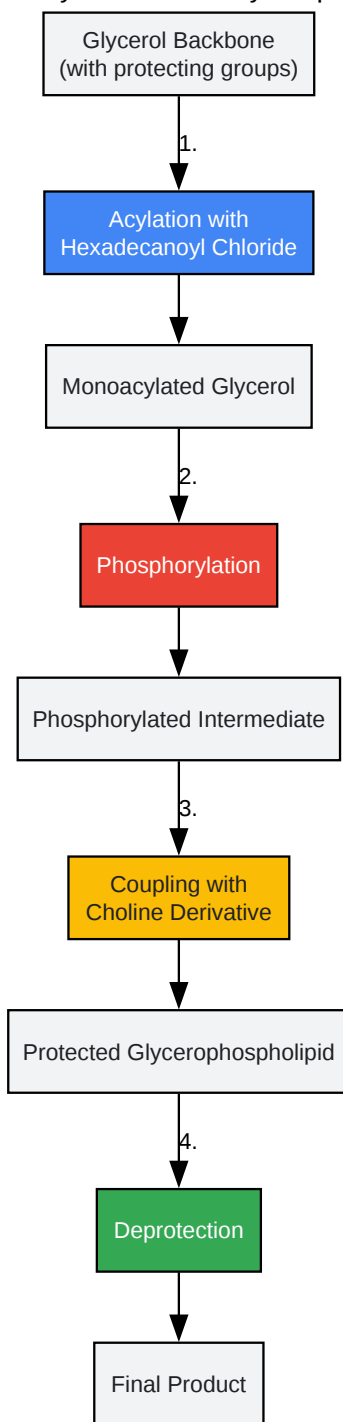 Glycerol Backbone
(with protecting groups)
1.
Acylation with
Hexadecanoyl Chloride
Monoacylated Glycerol
2.
Phosphorylation
Phosphorylated Intermediate
3.
Coupling with
Choline Derivative
Protected Glycerophospholipid
4.
Deprotection
Final Product